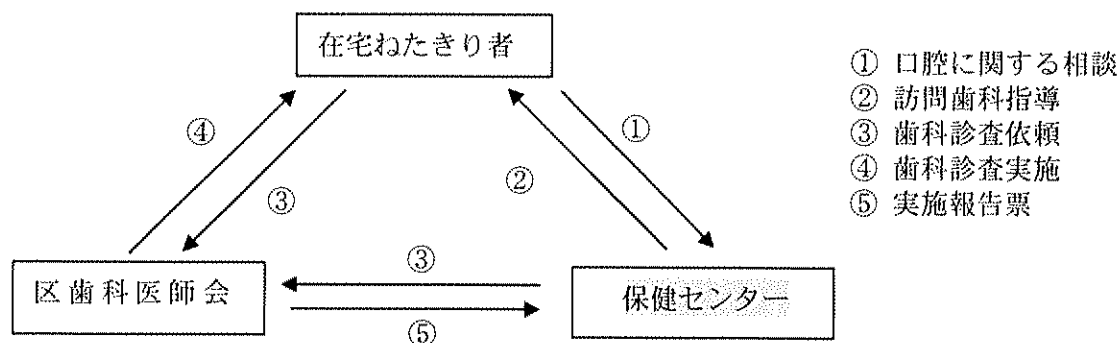 在宅ねたきり者
① 口腔に関する相談
② 訪問歯科指導
③ 歯科診査依頼
④ 歯科診査実施
⑤ 実施報告票
④
①
③
②
区歯科医師会
③
⑤
保健センター